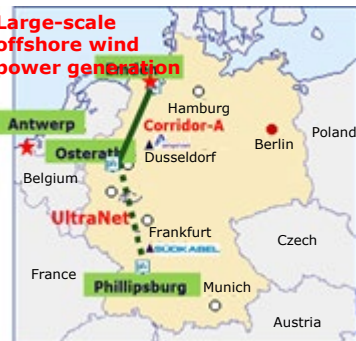 Large-scale
offshore wind
power generation
Hamburg
Antwerp
Corridor-A
Berlin
Poland
Osterath
Dusseldorf
Belgium
UltraNet
Frankfurt
Czech
SÜDKABEL
France
Phillipsburg
Munich
Austria